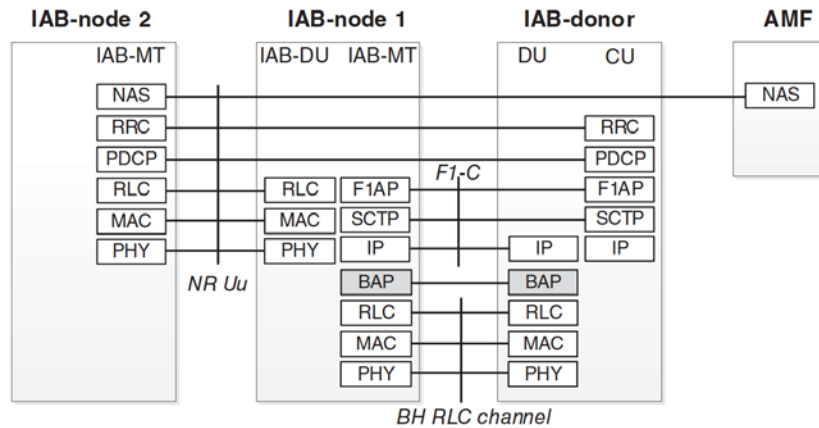 IAB-node 2 IAB-node 1 IAB-donor AMF
IAB-MT IAB-DU IAB-MT DU CU
NAS NAS
RRC RRC
PDCP PDCP
F1-C
RLC RLC F1AP F1AP
MAC MAC SCTP SCTP
PHY PHY IP IP IP
NR Uu BAP BAP
RLC RLC
MAC MAC
PHY PHY
BH RLC channel